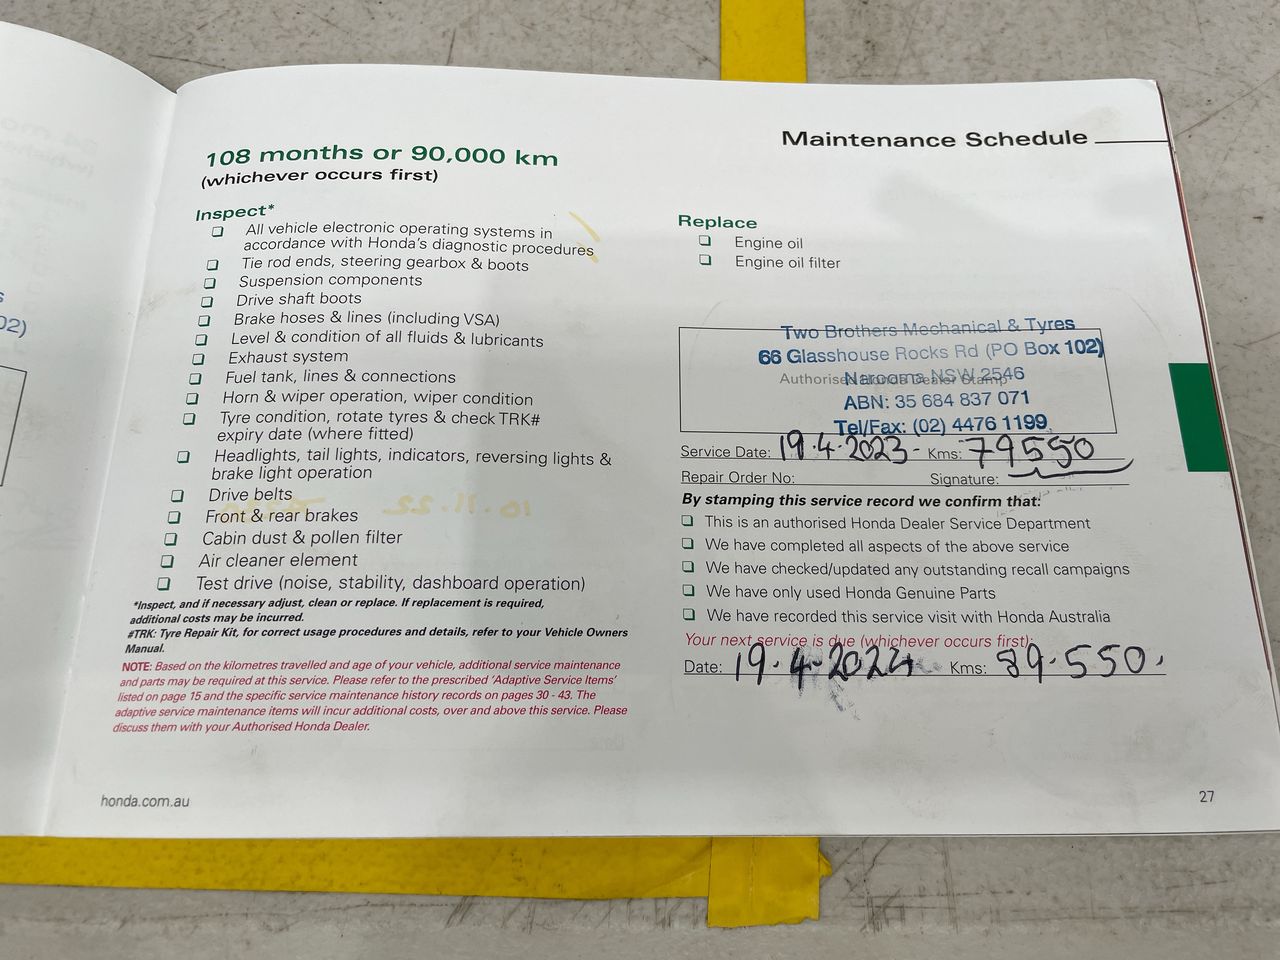 Maintenance Schedule
108 months or 90,000 km
(whichever occurs first)
Inspect*
All vehicle electronic operating systems in
accordance with Honda's diagnostic procedures
Tie rod ends, steering gearbox & boots
Suspension components
Drive shaft boots
Brake hoses & lines (including VSA)
Level & condition of all fluids & lubricants
Exhaust system
Fuel tank, lines & connections
Horn & wiper operation, wiper condition
Tyre condition, rotate tyres & check TRK#
expiry date (where fitted)
Headlights, tail lights, indicators, reversing lights &
brake light operation
Drive belts
Front & rear brakes
Cabin dust & pollen filter
Air cleaner element
Test drive (noise, stability, dashboard operation)
*Inspect, and if necessary adjust, clean or replace. If replacement is required,
additional costs may be incurred.
#TRK: Tyre Repair Kit, for correct usage procedures and details, refer to your Vehicle Owners
Manual.
NOTE: Based on the kilometres travelled and age of your vehicle, additional service maintenance
and parts may be required at this service. Please refer to the prescribed 'Adaptive Service Items'
listed on page 15 and the specific service maintenance history records on pages 30 - 43. The
adaptive service maintenance items will incur additional costs, over and above this service. Please
discuss them with your Authorised Honda Dealer.
honda.com.au
Replace
Engine oil
Engine oil filter
Two Brothers Mechanical & Tyres
66 Glasshouse Rocks Rd (PO Box 102)
Authorised Honda Dealer Stamp
Narooma NSW 2546
ABN: 35 684 837 071
Tel/Fax: (02) 4476 1199
Service Date: 19.4.2023- Kms: 79550
Repair Order No: Signature:
By stamping this service record we confirm that:
This is an authorised Honda Dealer Service Department
We have completed all aspects of the above service
We have checked/updated any outstanding recall campaigns
We have only used Honda Genuine Parts
We have recorded this service visit with Honda Australia
Your next service is due (whichever occurs first):
Date: 19.4-2024 Kms: 89.550.
27
02)